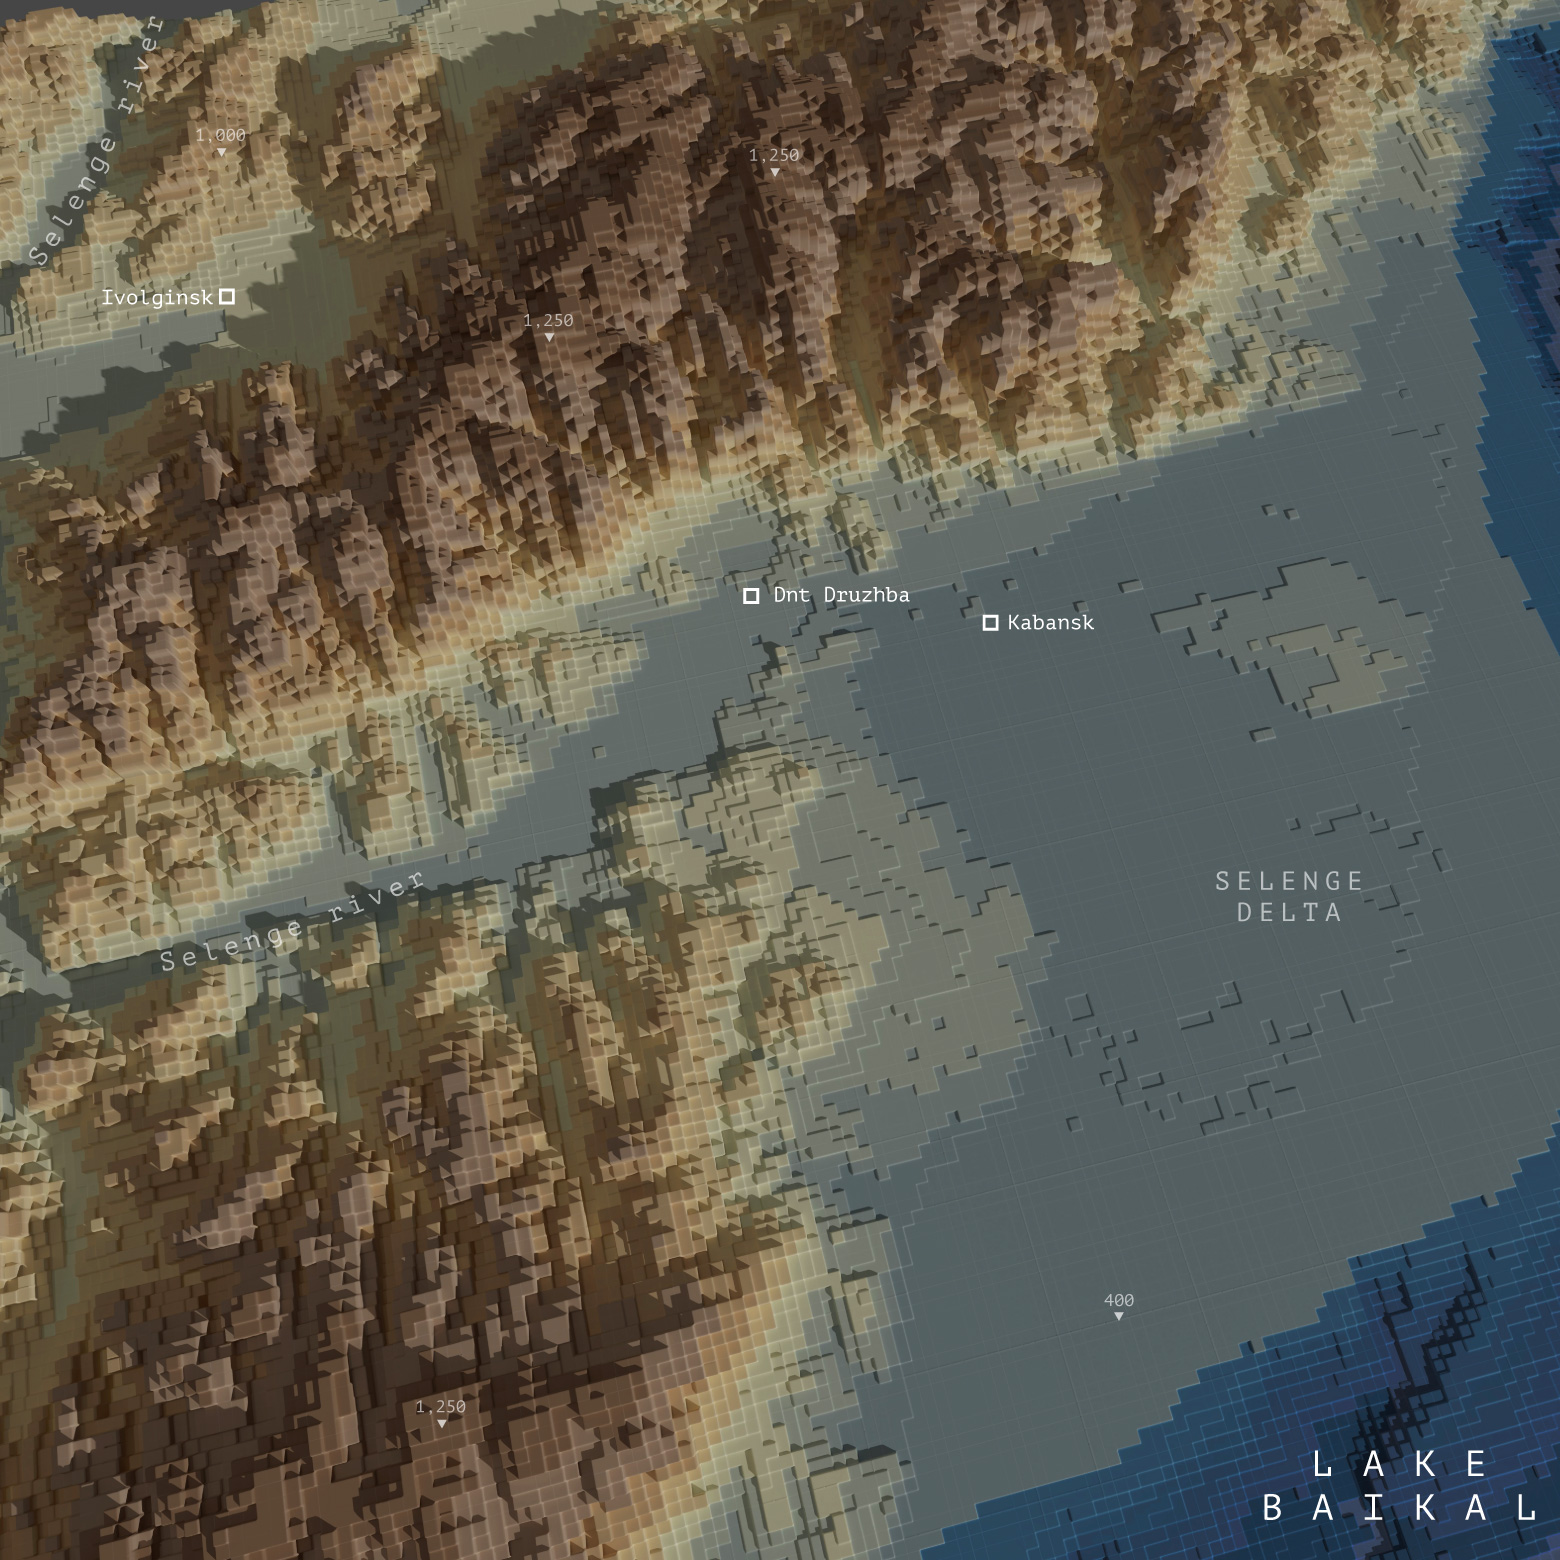 Selenge river
1,000
1,250
Ivolginsk
1,250
Dnt Druzhba
Kabansk
SELENGE
DELTA
Selenge river
400
1,250
LAKE
BAIKAL